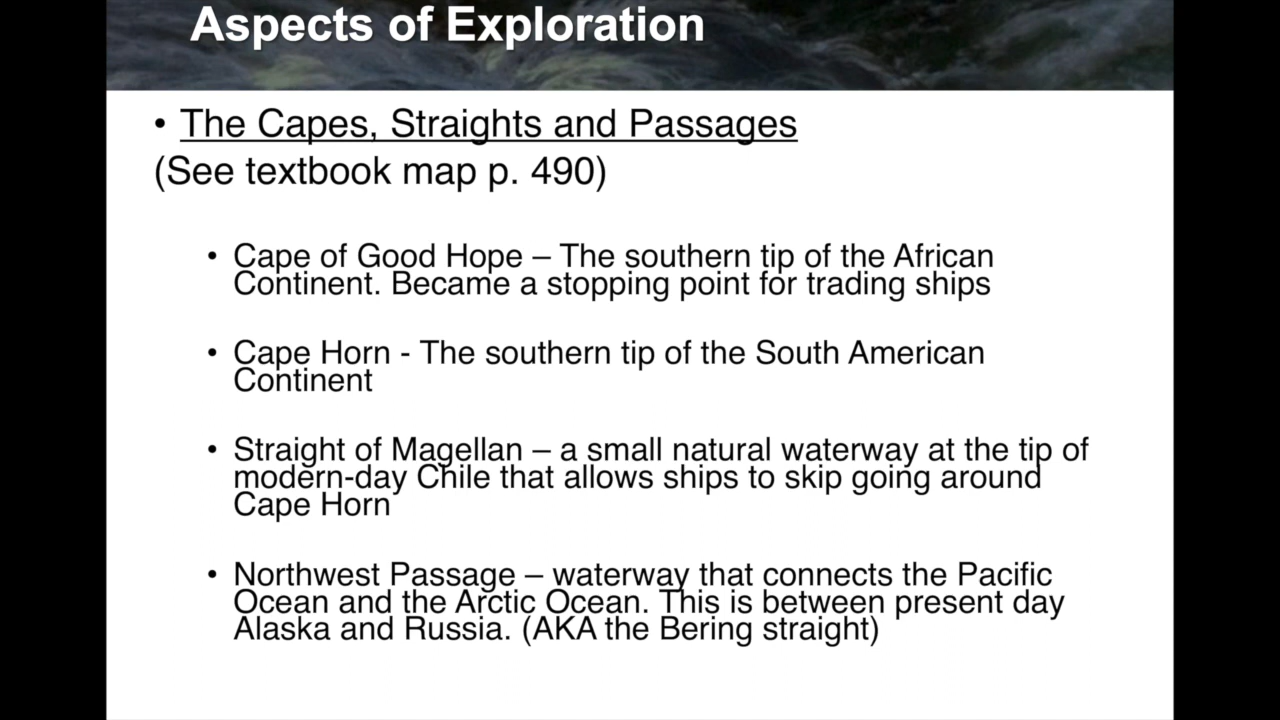 Aspects of Exploration
• The Capes, Straights and Passages
(See textbook map p. 490)
• Cape of Good Hope – The southern tip of the African
Continent. Became a stopping point for trading ships
• Cape Horn - The southern tip of the South American
Continent
• Straight of Magellan – a small natural waterway at the tip of
modern-day Chile that allows ships to skip going around
Cape Horn
• Northwest Passage – waterway that connects the Pacific
Ocean and the Arctic Ocean. This is between present day
Alaska and Russia. (AKA the Bering straight)